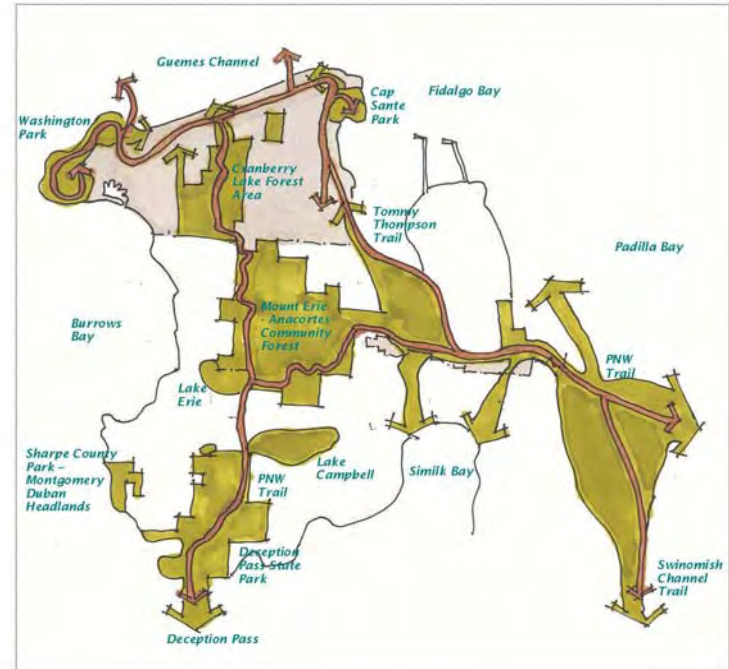 Guemes Channel
Washington
Park
Cap
Sante
Park
Fidalgo Bay
Cranberry
Lake Forest
Area
Tommy
Thompson
Trail
Padilla Bay
Burrows
Bay
Mount Erie
- Anacortes
Community
Forest
PNW
Trail
Lake
Erie
Sharpe County
Park –
Montgomery
Duban
Headlands
PNW
Trail
Lake
Campbell
Similk Bay
Deception
Pass State
Park
Swinomish
Channel
Trail
Deception Pass